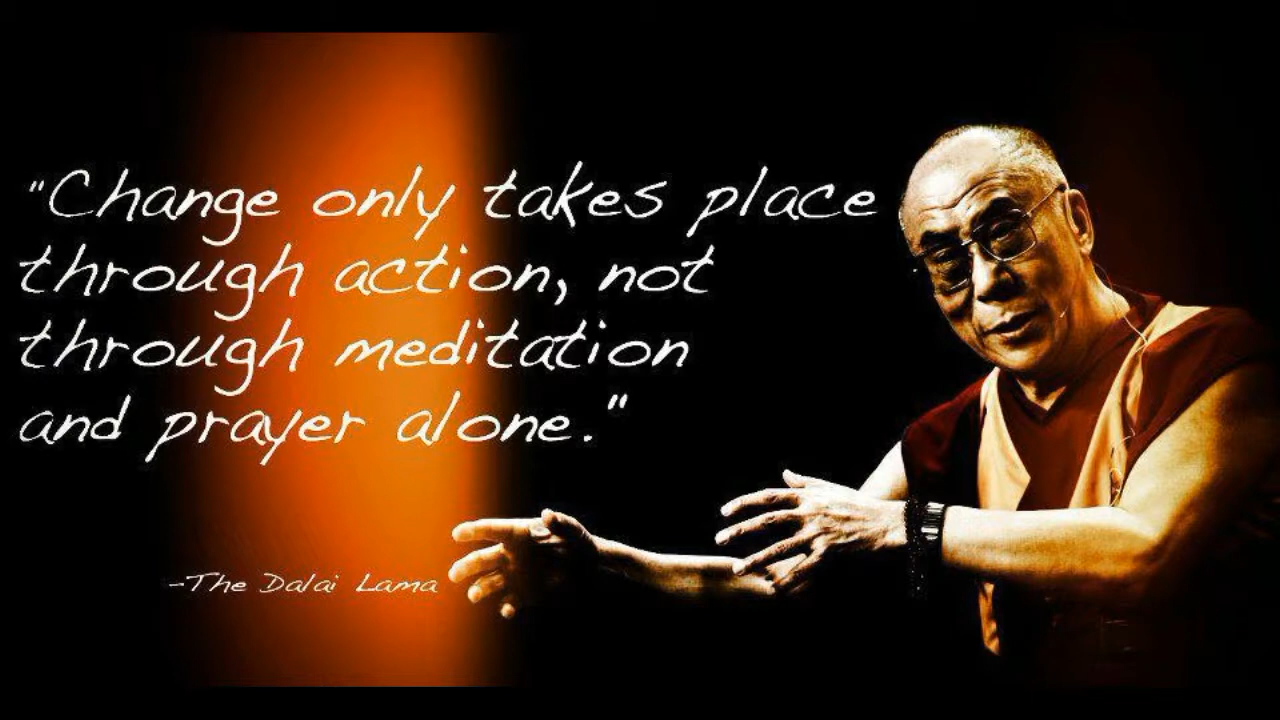 "Change only takes place
through action, not
through meditation
and prayer alone."
-The Dalai Lama